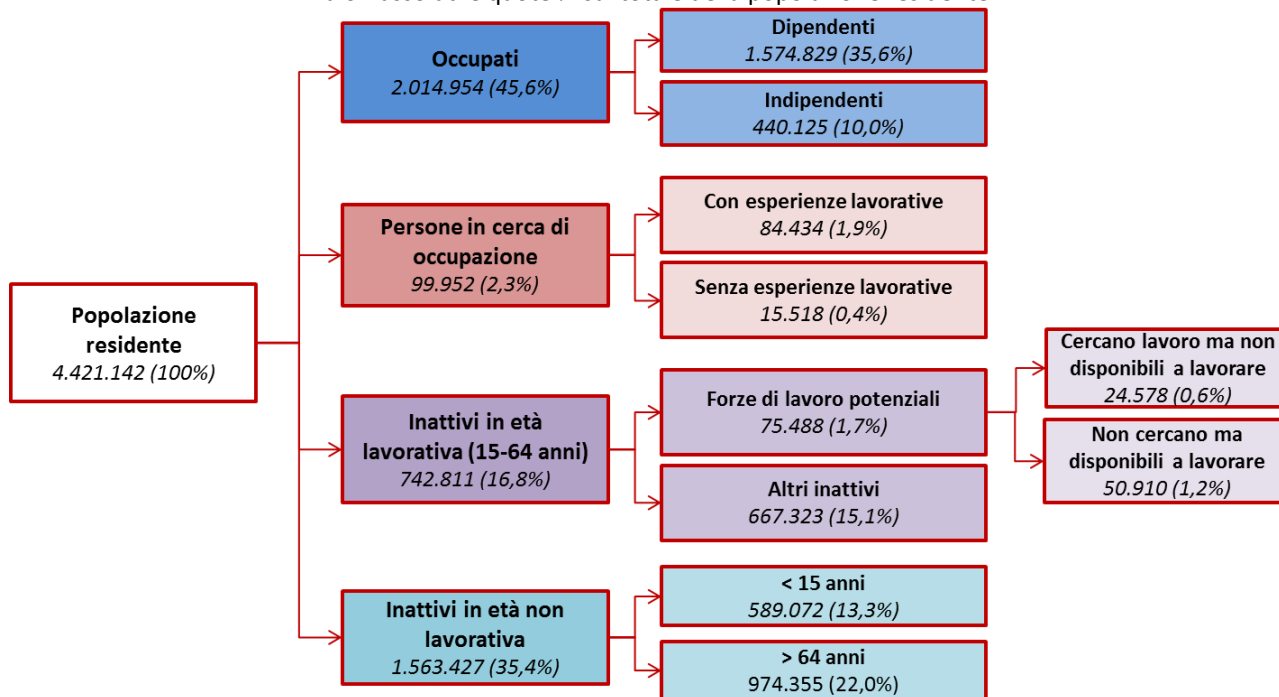 Occupati
2.014.954 (45,6%)
Dipendenti
1.574.829 (35,6%)
Indipendenti
440.125 (10,0%)
Persone in cerca di
occupazione
99.952 (2,3%)
Con esperienze lavorative
84.434 (1,9%)
Senza esperienze lavorative
15.518 (0,4%)
Popolazione
residente
4.421.142 (100%)
Inattivi in età
lavorativa (15-64 anni)
742.811 (16,8%)
Forze di lavoro potenziali
75.488 (1,7%)
Cercano lavoro ma non
disponibili a lavorare
24.578 (0,6%)
Non cercano ma
disponibili a lavorare
50.910 (1,2%)
Altri inattivi
667.323 (15,1%)
Inattivi in età non
lavorativa
1.563.427 (35,4%)
< 15 anni
589.072 (13,3%)
> 64 anni
974.355 (22,0%)